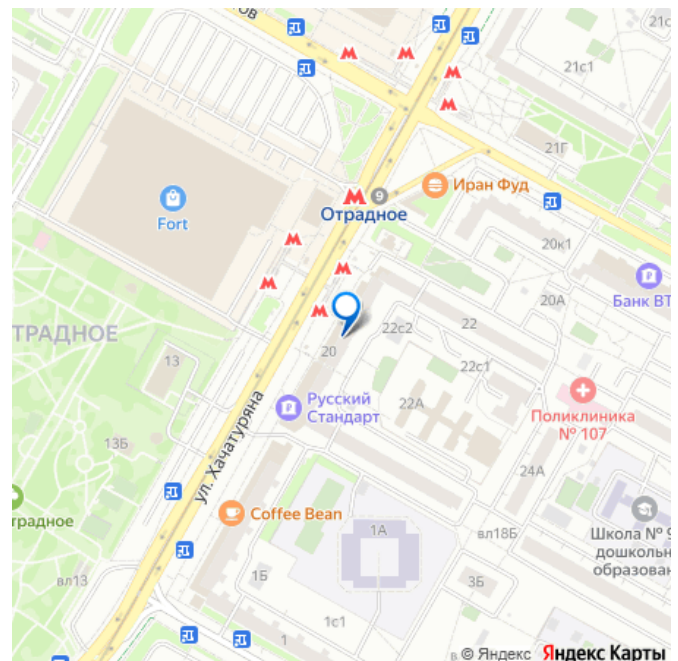 ОВ
21с
21с1
21Г
Иран Фуд
9
Отрадное
Fort
20к1
Банк ВТ
20А
22с2
22
22с1
ТРАДНОЕ
13
20
Русский
Стандарт
22А
Поликлиника
№ 107
ул. Хачатуряна
13Б
24А
традное
Coffee Bean
1А
вл18Б
Школа № 9
дошкольн
образован
вл13
1Б
3Б
1с1
1
в
© Яндекс Яндекс Карты